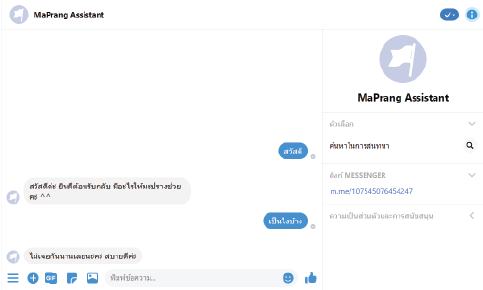 MaPrang Assistant
MaPrang Assistant
ตัวเลือก
สวัสดี
ค้นหาในการสนทนา
ลิงก์ MESSENGER
สวัสดีค่ะ ยินดีต้อนรับกลับ มีอะไรให้มะปรางช่วย
คะ ^^
m.me/107545076454247
เป็นไงบ้าง
ความเป็นส่วนตัวและการสนับสนุน
ไม่เจอกันนานเลยนะคะ สบายดีค่ะ
GIF
พิมพ์ข้อความ...